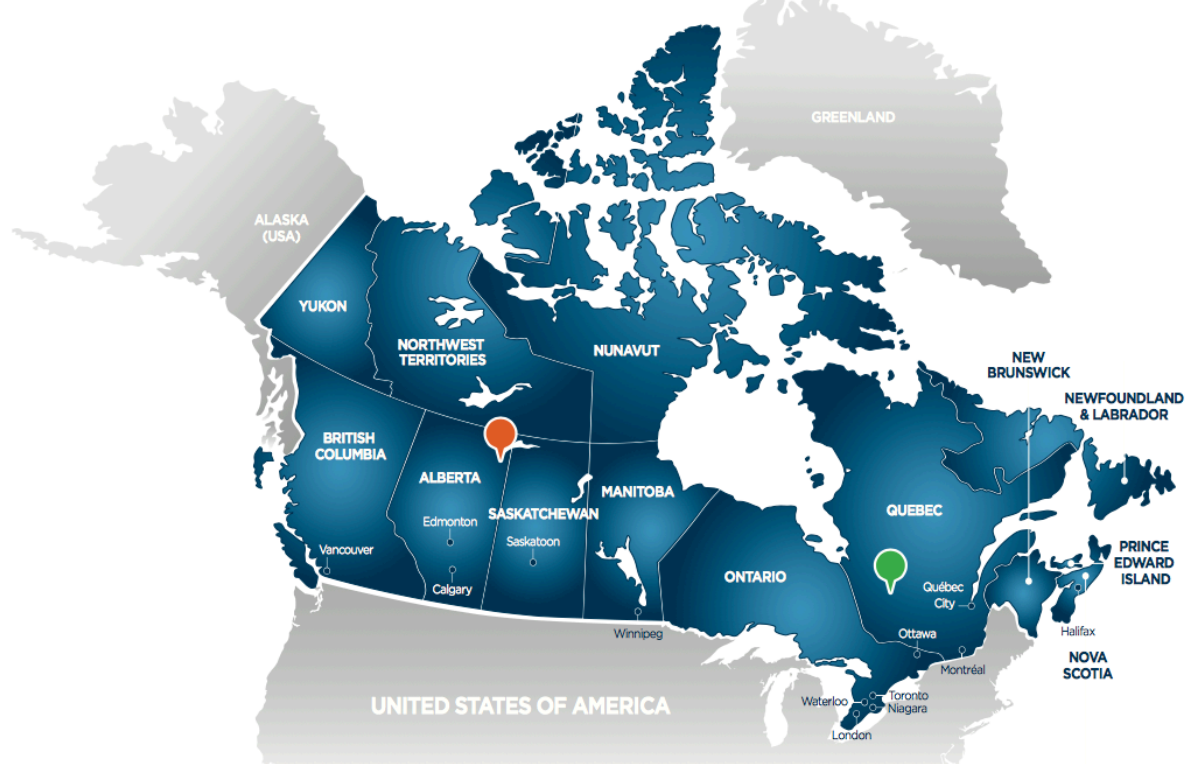 GREENLAND
ALASKA
(USA)
YUKON
NORTHWEST
TERRITORIES
NUNAVUT
NEW
BRUNSWICK
NEWFOUNDLAND
& LABRADOR
BRITISH
COLUMBIA
ALBERTA
MANITOBA
SASKATCHEWAN
QUEBEC
Edmonton
Saskatoon
Vancouver
Calgary
ONTARIO
PRINCE
EDWARD
ISLAND
Québec
City
Winnipeg
Ottawa
Halifax
Montréal
NOVA
SCOTIA
UNITED STATES OF AMERICA
Waterloo
Toronto
Niagara
London